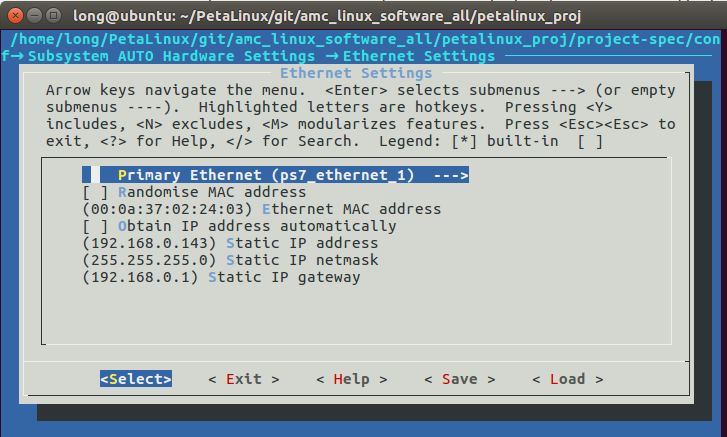 long@ubuntu: ~/PetaLinux/git/amc_linux_software_all/petalinux_proj
/home/long/PetaLinux/git/amc_linux_software_all/petalinux_proj/project-spec/con
f→ Subsystem AUTO Hardware Settings → Ethernet Settings
Ethernet Settings
Arrow keys navigate the menu.  <Enter> selects submenus ---> (or empty
submenus ----).  Highlighted letters are hotkeys.  Pressing <Y>
includes, <N> excludes, <M> modularizes features.  Press <Esc><Esc> to
exit, <?> for Help, </> for Search.  Legend: [*] built-in  [ ]
Primary Ethernet (ps7_ethernet_1)  --->
[ ] Randomise MAC address
(00:0a:37:02:24:03) Ethernet MAC address
[ ] Obtain IP address automatically
(192.168.0.143) Static IP address
(255.255.255.0) Static IP netmask
(192.168.0.1) Static IP gateway
<Select>    < Exit >    < Help >    < Save >    < Load >